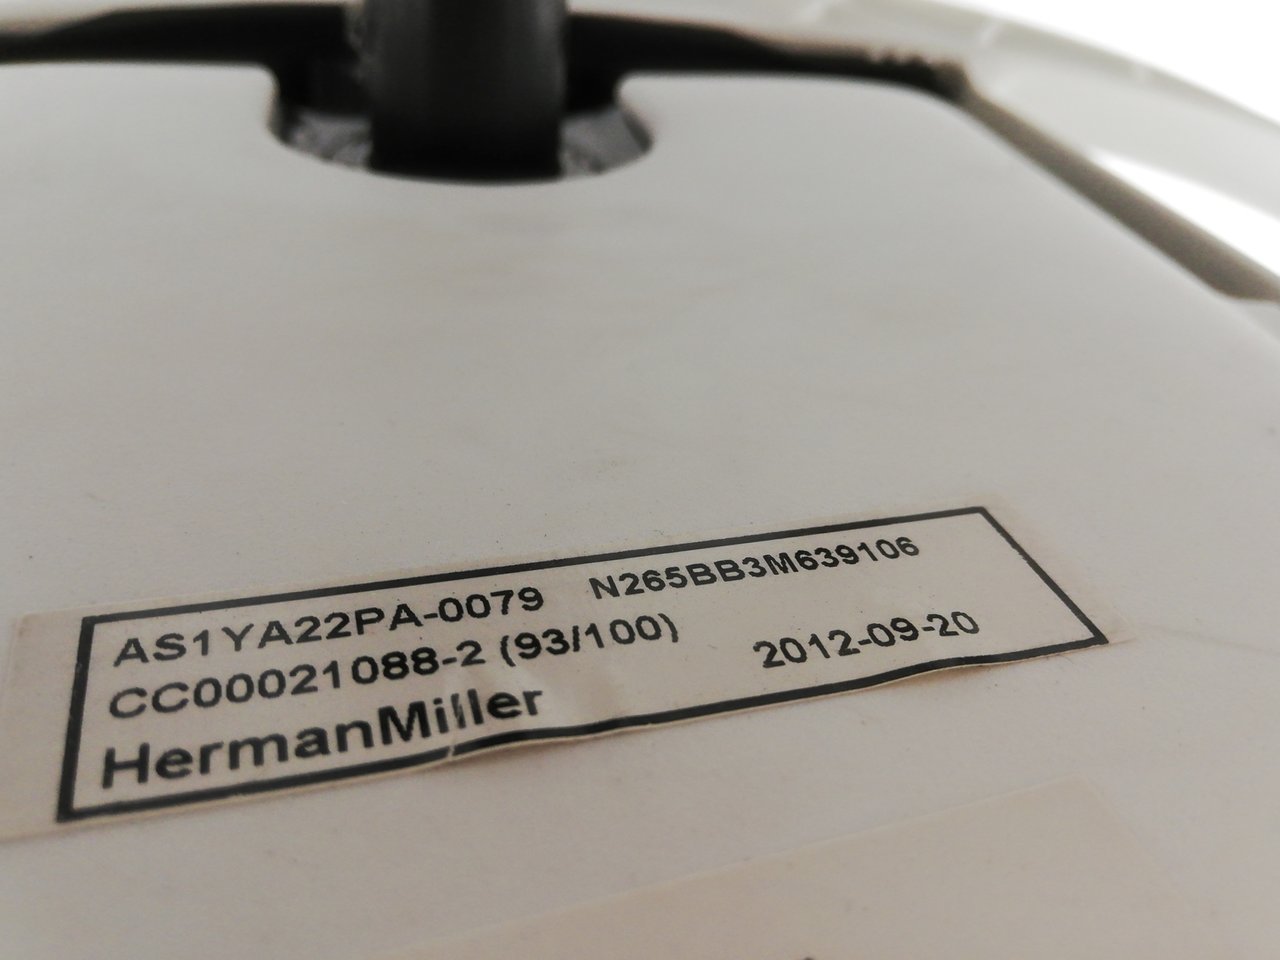 AS1YA22PA-0079 N265BB3M639106
CC00021088-2 (93/100) 2012-09-20
HermanMiller